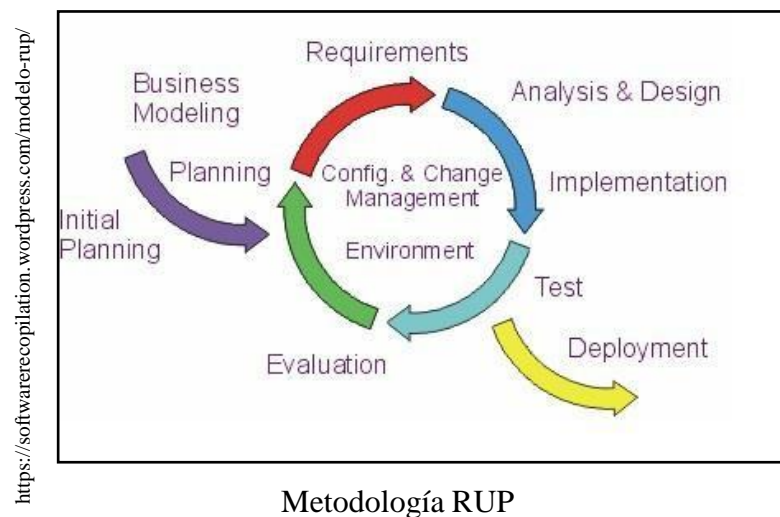 https://softwarerecopilation.wordpress.com/modelo-rup/
Requirements
Business
Modeling
Analysis & Design
Planning
Config. & Change
Management
Implementation
Initial
Planning
Environment
Test
Evaluation
Deployment
Metodología RUP